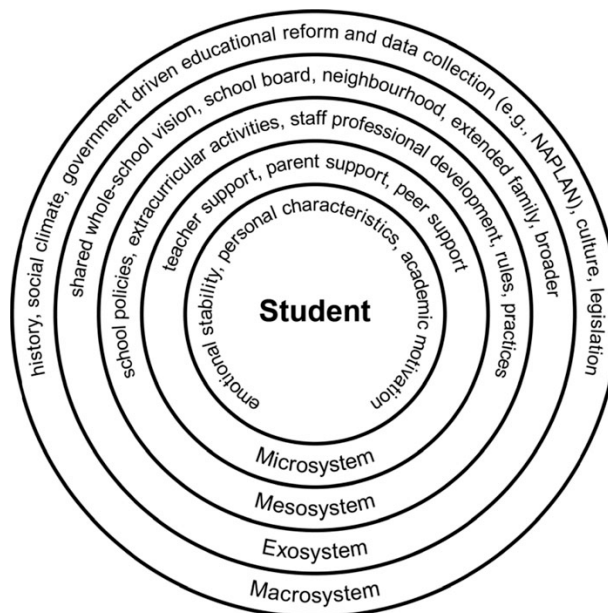 history, social climate, government driven educational reform and data collection (e.g., NAPLAN), culture, legislation
shared whole-school vision, school board, neighbourhood, extended family, broader
school policies, extracurricular activities, staff professional development, rules, practices
teacher support, parent support, peer support
emotional stability, personal characteristics, academic motivation
Student
Microsystem
Mesosystem
Exosystem
Macrosystem